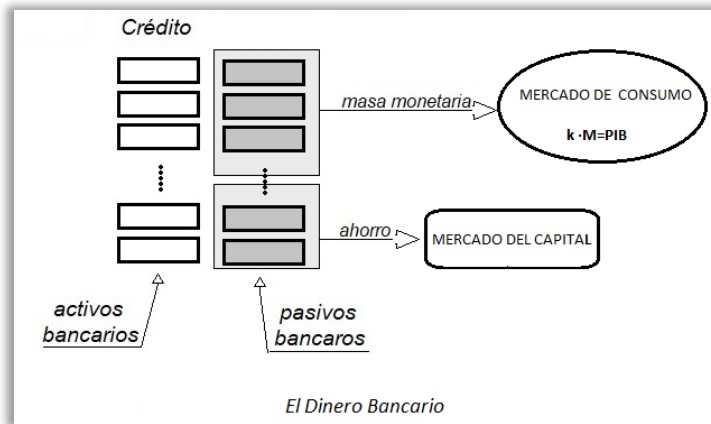 Crédito
masa monetaria
MERCADO DE CONSUMO
k ·M=PIB
ahorro
MERCADO DEL CAPITAL
activos
bancarios
pasivos
bancaros
El Dinero Bancario